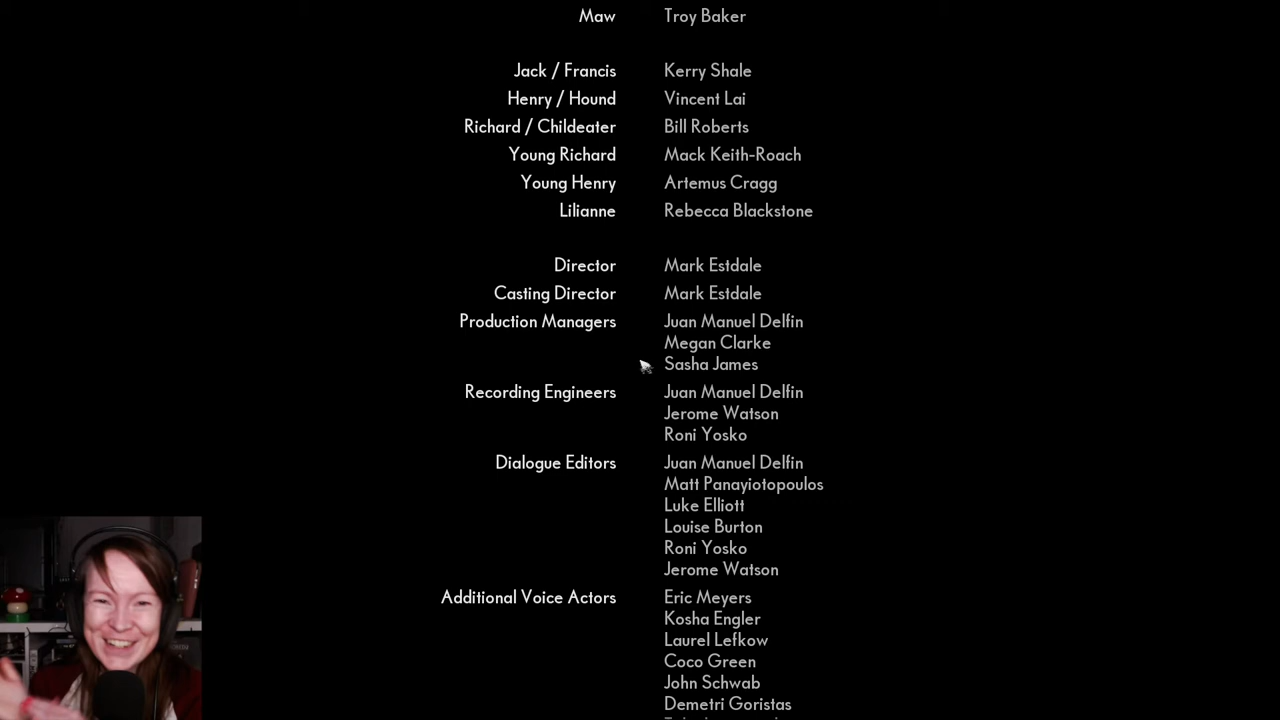 Maw Troy Baker
Jack / Francis Kerry Shale
Henry / Hound Vincent Lai
Richard / Childeater Bill Roberts
Young Richard Mack Keith-Roach
Young Henry Artemus Cragg
Lilianne Rebecca Blackstone
Director Mark Estdale
Casting Director Mark Estdale
Production Managers Juan Manuel Delfin
Megan Clarke
Sasha James
Recording Engineers Juan Manuel Delfin
Jerome Watson
Roni Yosko
Dialogue Editors Juan Manuel Delfin
Matt Panayiotopoulos
Luke Elliott
Louise Burton
Roni Yosko
Jerome Watson
Additional Voice Actors Eric Meyers
Kosha Engler
Laurel Lefkow
Coco Green
John Schwab
Demetri Goristas